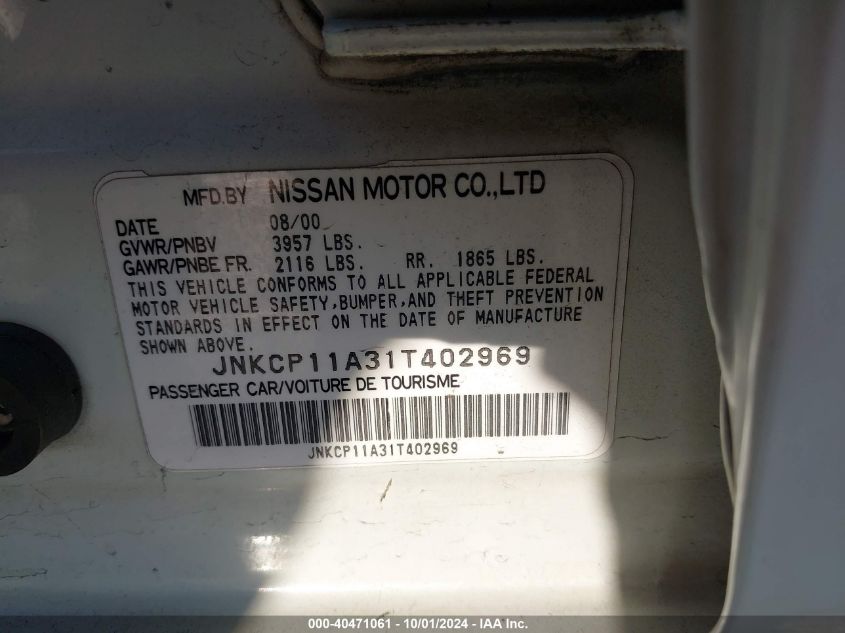 MFD.BY NISSAN MOTOR CO.,LTD
DATE 08/00
GVWR/PNBV 3957 LBS.
GAWR/PNBE FR. 2116 LBS. RR. 1865 LBS.
THIS VEHICLE CONFORMS TO ALL APPLICABLE FEDERAL
MOTOR VEHICLE SAFETY,BUMPER,AND THEFT PREVENTION
STANDARDS IN EFFECT ON THE DATE OF MANUFACTURE
SHOWN ABOVE.
JNKCP11A31T402969
PASSENGER CAR/VOITURE DE TOURISME
JNKCP11A31T402969
000-40471061 - 10/01/2024 - IAA Inc.